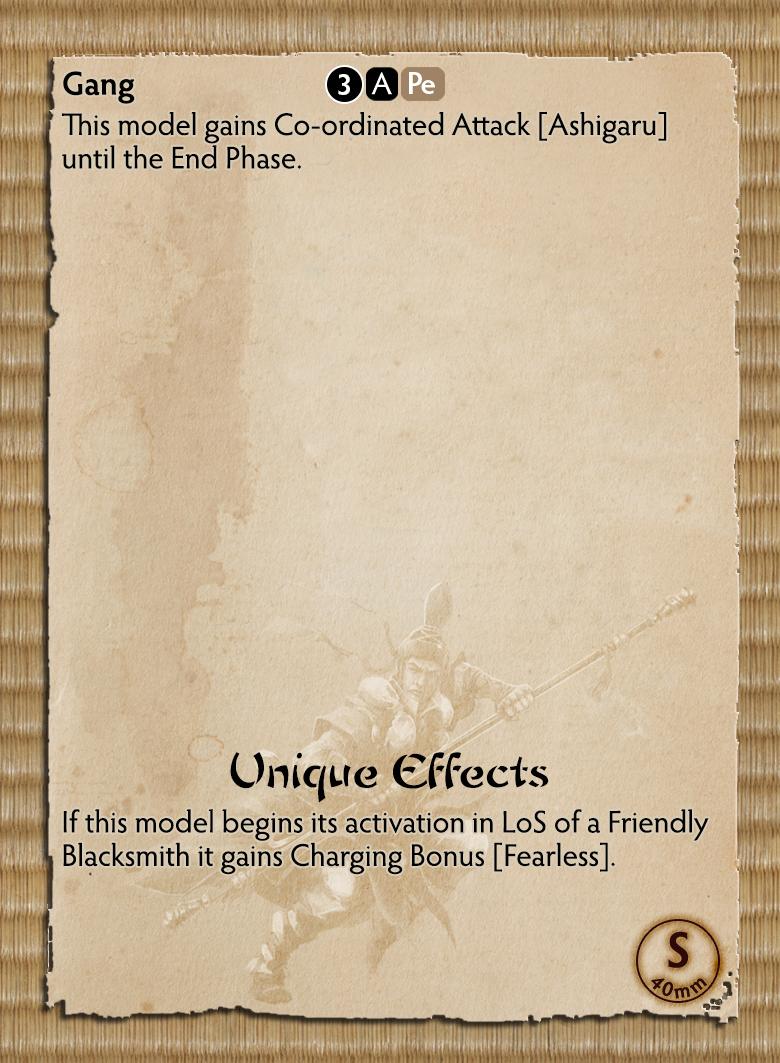 Gang 3 A Pe
This model gains Co-ordinated Attack [Ashigaru]
until the End Phase.
Unique Effects
If this model begins its activation in LoS of a Friendly
Blacksmith it gains Charging Bonus [Fearless].
S
40mm